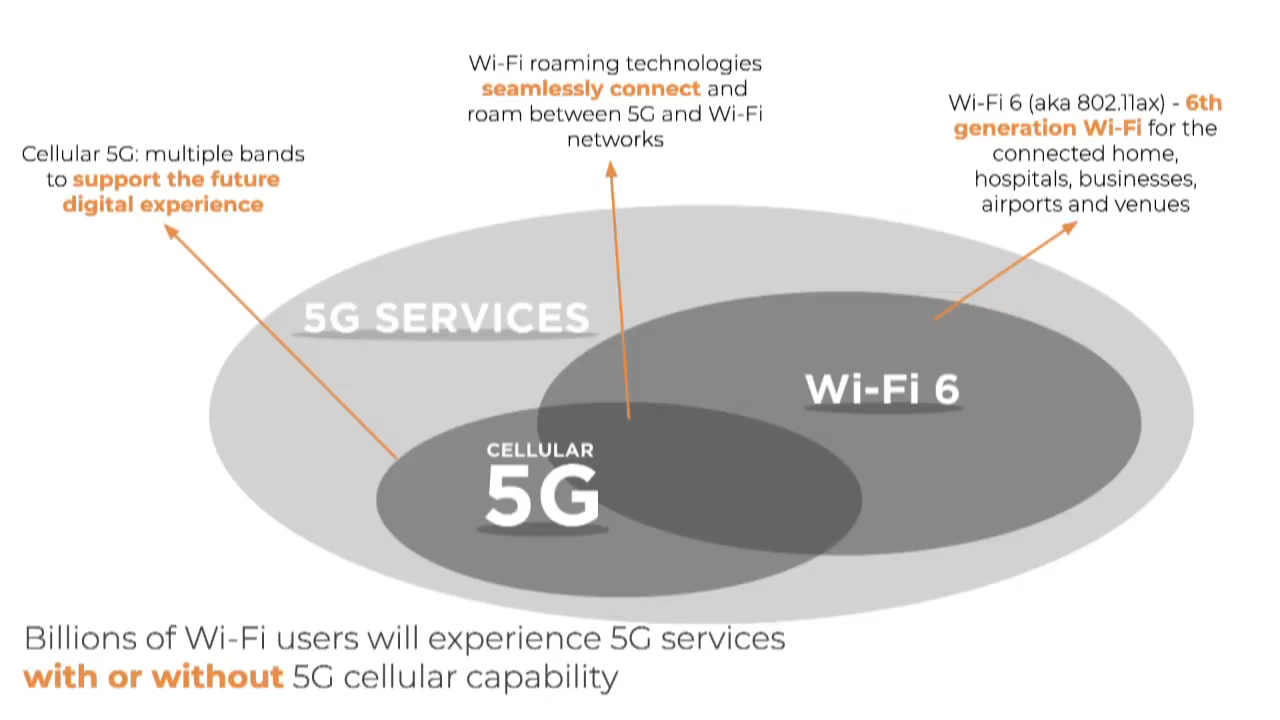 Wi-Fi roaming technologies
seamlessly connect and
roam between 5G and Wi-Fi
networks
Wi-Fi 6 (aka 802.11ax) - 6th
generation Wi-Fi for the
connected home,
hospitals, businesses,
airports and venues
Cellular 5G: multiple bands
to support the future
digital experience
5G SERVICES
Wi-Fi 6
CELLULAR
5G
Billions of Wi-Fi users will experience 5G services
with or without 5G cellular capability